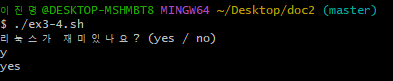 이진명@DESKTOP-MSHMBT8 MINGW64 ~/Desktop/doc2 (master)
$ ./ex3-4.sh
리눅스가 재미있나요? (yes / no)
y
yes